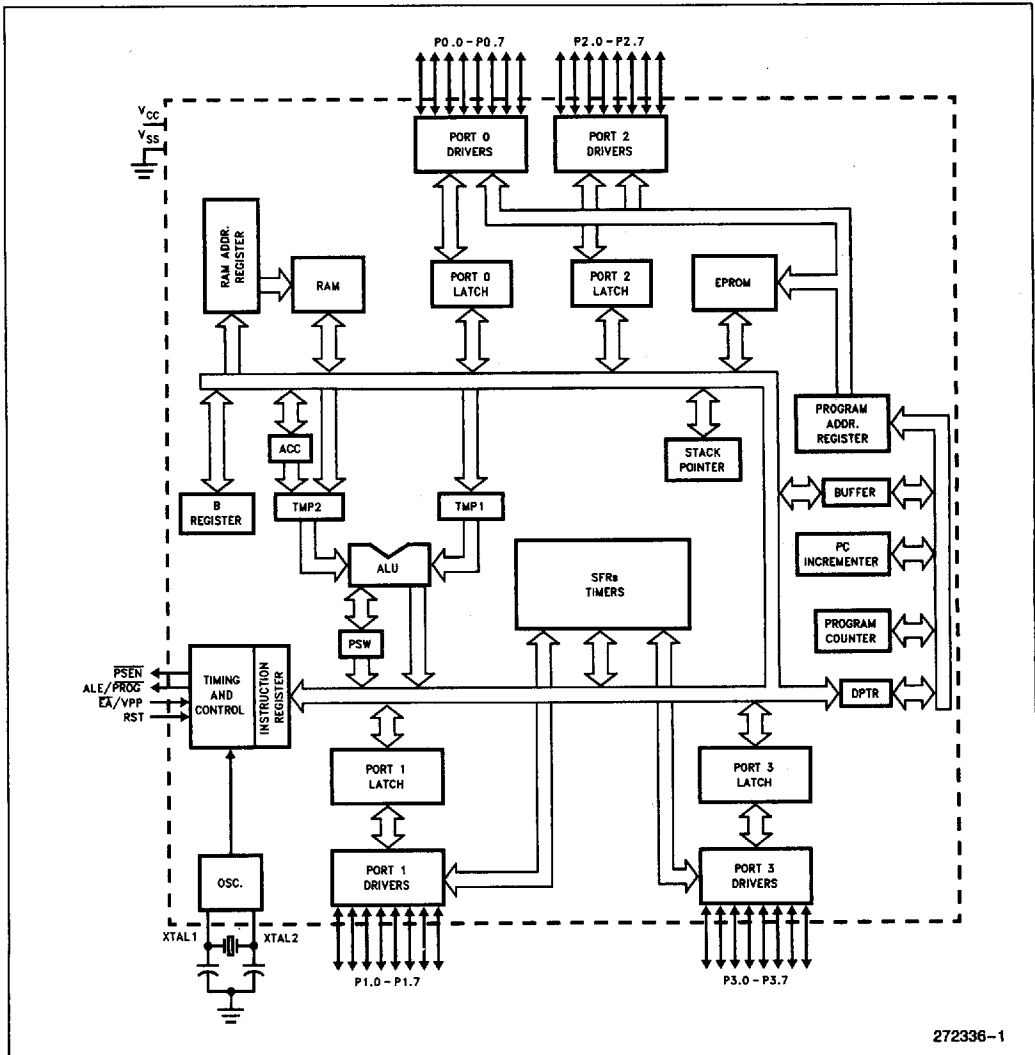 P0.0-P0.7
P2.0-P2.7
VCC
VSS
PORT 0
DRIVERS
PORT 2
DRIVERS
RAM ADDR.
REGISTER
RAM
PORT 0
LATCH
PORT 2
LATCH
EPROM
PROGRAM
ADDR.
REGISTER
ACC
STACK
POINTER
B
REGISTER
TMP2
TMP1
BUFFER
ALU
SFRs
TIMERS
PC
INCREMENTER
PSW
PROGRAM
COUNTER
PSEN
ALE/PROG
EA/VPP
RST
TIMING
AND
CONTROL
INSTRUCTION
REGISTER
DPTR
PORT 1
LATCH
PORT 3
LATCH
OSC.
PORT 1
DRIVERS
PORT 3
DRIVERS
XTAL1
XTAL2
P1.0-P1.7
P3.0-P3.7
272336-1